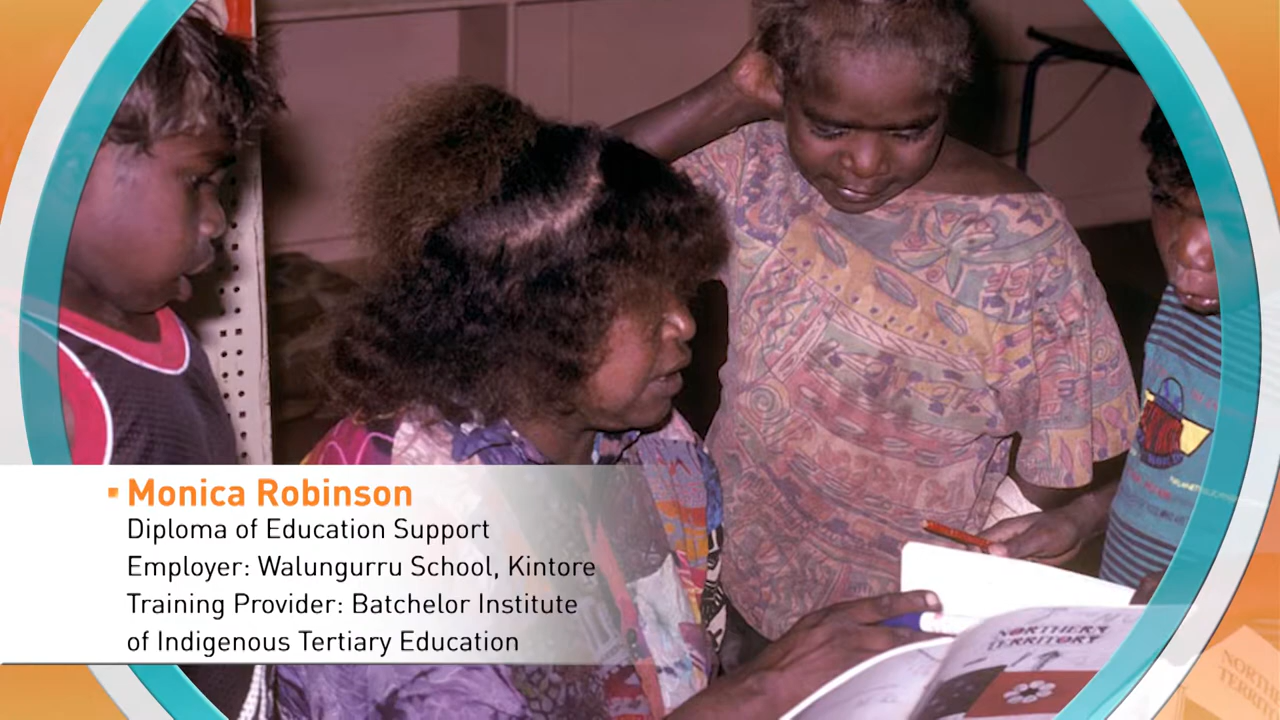 Monica Robinson
Diploma of Education Support
Employer: Walungurru School, Kintore
Training Provider: Batchelor Institute
of Indigenous Tertiary Education
NORTHERN
TERRITORY